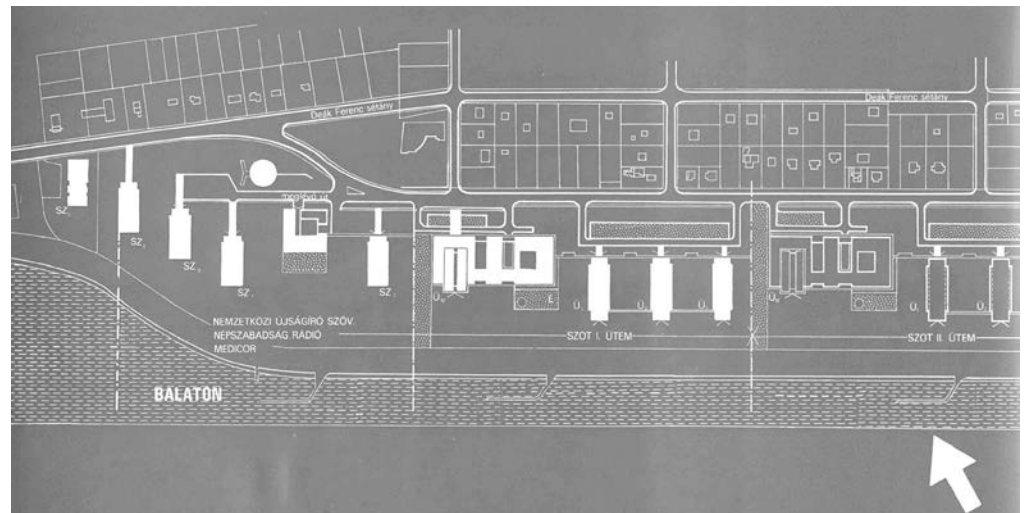 Deák Ferenc sétány
Deák Ferenc sétány
SZ.
SZ.
SZ.
SZ.
SZ.
Ü.
É.
Ü.
Ü.
Ü.
Ü.
Ü.
Ü.
NEMZETKÖZI ÚJSÁGÍRÓ SZÖV.
NÉPSZABADSÁG, RÁDIÓ
MEDICOR
SZOT I. ÜTEM
SZOT II. ÜTEM
BALATON